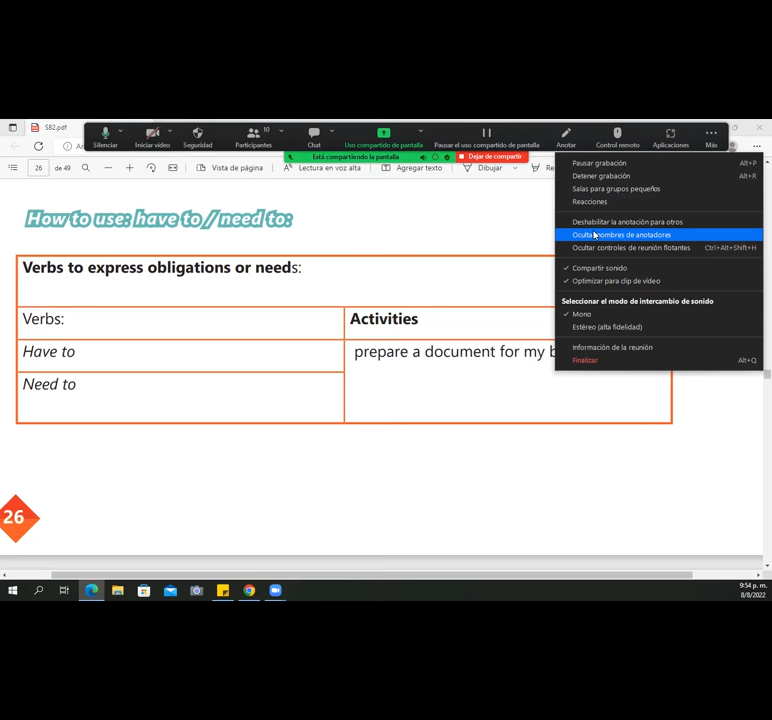 SB2.pdf
10
Silenciar
Iniciar video
Seguridad
Participantes
Chat
Uso compartido de pantalla
Pausar el uso compartido de pantalla
Anotar
Control remoto
Aplicaciones
Más
Está compartiendo la pantalla
Dejar de compartir
26 de 49
Vista de página
Lectura en voz alta
Agregar texto
Dibujar
Pausar grabación Alt+P
Detener grabación Alt+R
Salas para grupos pequeños
Reacciones
Deshabilitar la anotación para otros
Ocultar nombres de anotadores
Ocultar controles de reunión flotantes Ctrl+Alt+Shift+H
Compartir sonido
Optimizar para clip de vídeo
Seleccionar el modo de intercambio de sonido
Mono
Estéreo (alta fidelidad)
Información de la reunión
Finalizar Alt+Q
How to use: have to / need to:
Verbs to express obligations or needs:
Verbs:
Activities
Have to
prepare a document for my
Need to
26
9:54 p. m.
8/8/2022